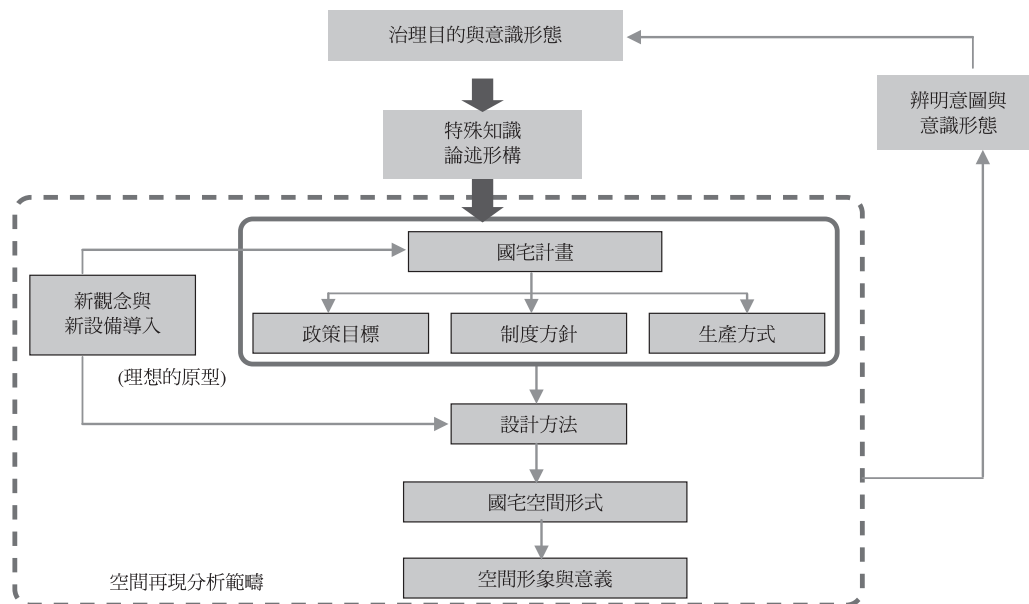 治理目的與意識形態
辨明意圖與
意識形態
特殊知識
論述形構
國宅計畫
新觀念與
新設備導入
政策目標
制度方針
生產方式
(理想的原型)
設計方法
國宅空間形式
空間形象與意義
空間再現分析範疇